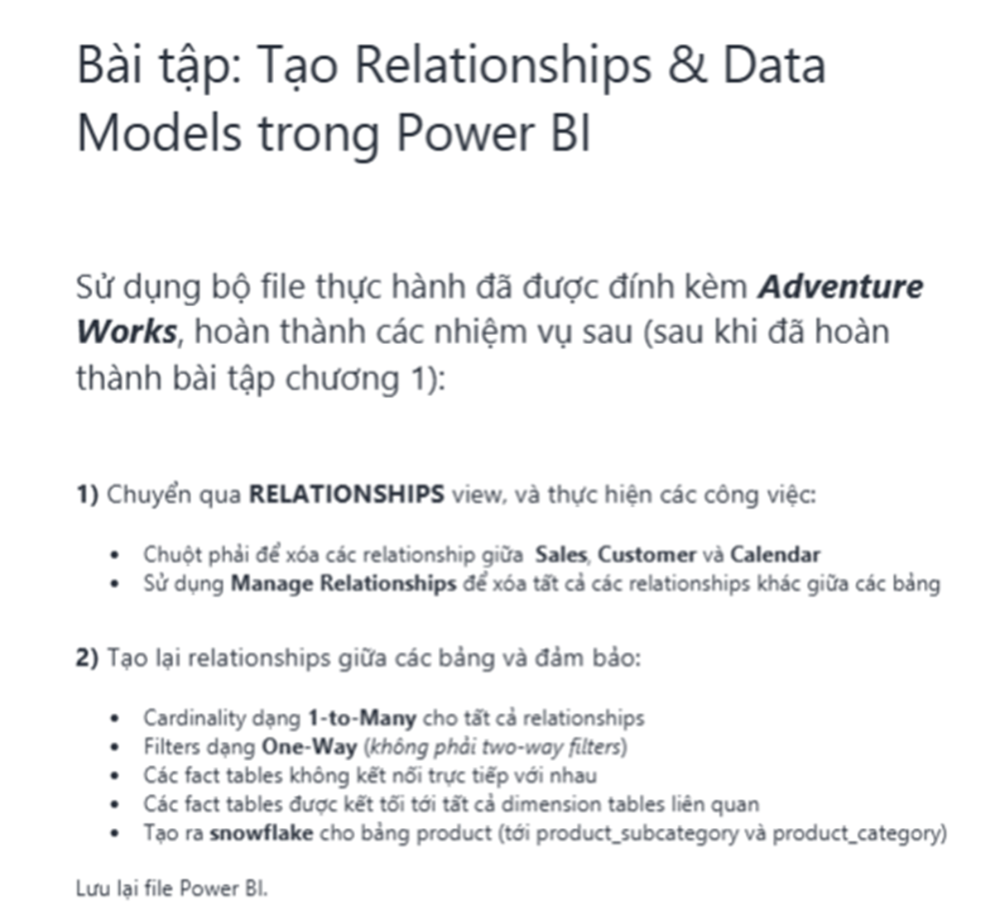 Bài tập: Tạo Relationships & Data
Models trong Power BI
Sử dụng bộ file thực hành đã được đính kèm Adventure
Works, hoàn thành các nhiệm vụ sau (sau khi đã hoàn
thành bài tập chương 1):
1) Chuyển qua RELATIONSHIPS view, và thực hiện các công việc:
• Chuột phải để xóa các relationship giữa Sales, Customer và Calendar
• Sử dụng Manage Relationships để xóa tất cả các relationships khác giữa các bảng
2) Tạo lại relationships giữa các bảng và đảm bảo:
• Cardinality dạng 1-to-Many cho tất cả relationships
• Filters dạng One-Way (không phải two-way filters)
• Các fact tables không kết nối trực tiếp với nhau
• Các fact tables được kết tối tới tất cả dimension tables liên quan
• Tạo ra snowflake cho bảng product (tới product_subcategory và product_category)
Lưu lại file Power BI.